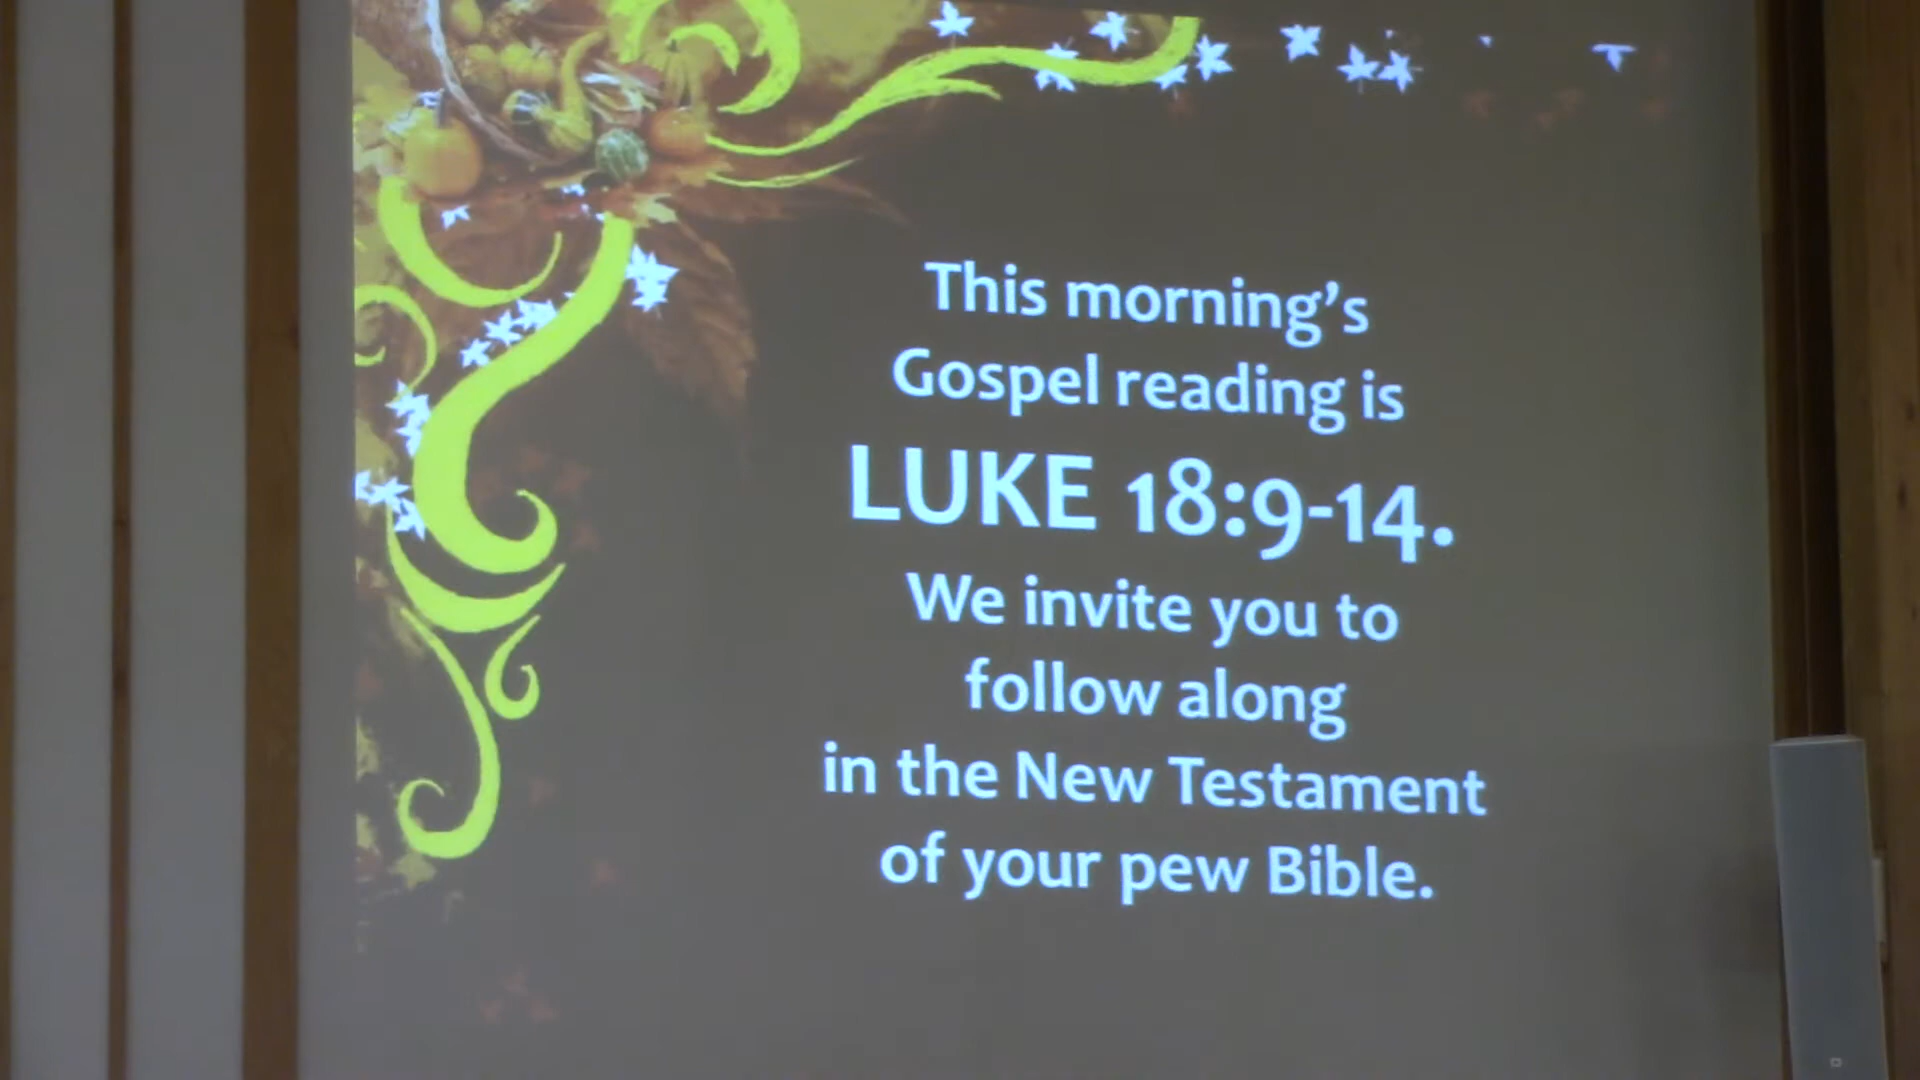 This morning’s
Gospel reading is
LUKE 18:9-14.
We invite you to
follow along
in the New Testament
of your pew Bible.